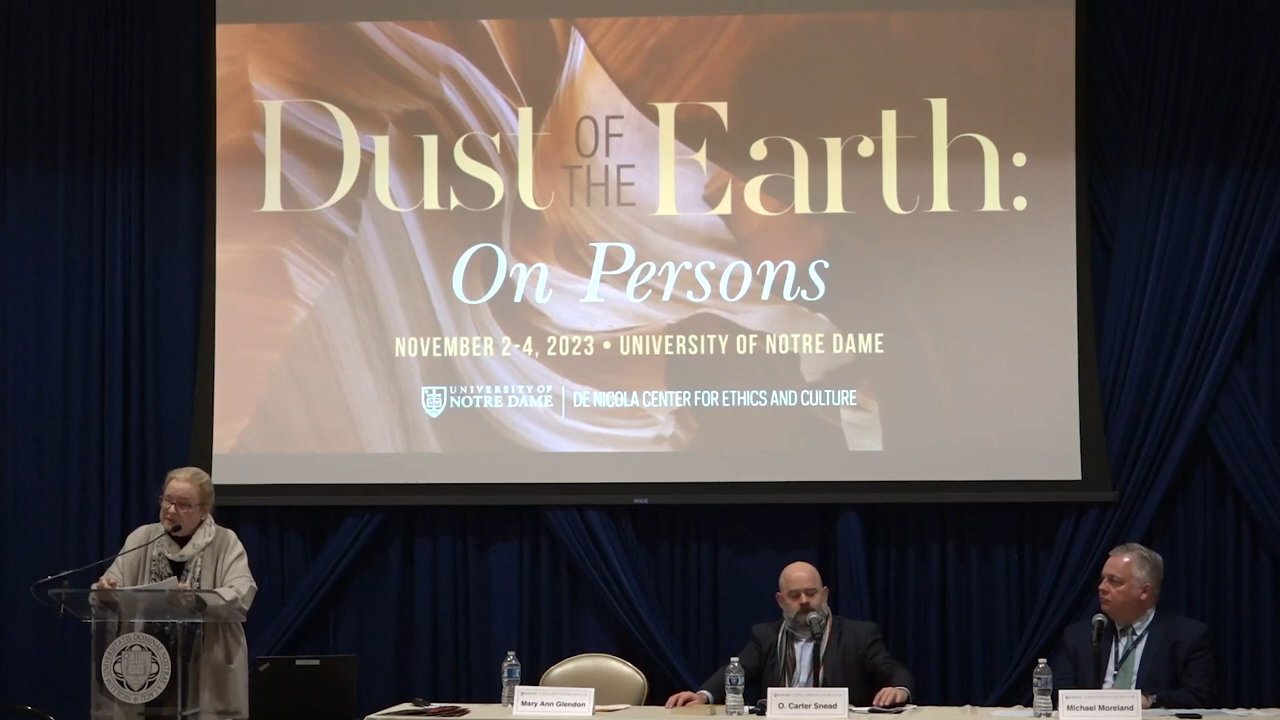 Dust OF THE Earth:
On Persons
NOVEMBER 2-4, 2023 • UNIVERSITY OF NOTRE DAME
UNIVERSITY OF
NOTRE DAME
DE NICOLA CENTER FOR ETHICS AND CULTURE
Mary Ann Glendon
O. Carter Snead
Michael Moreland